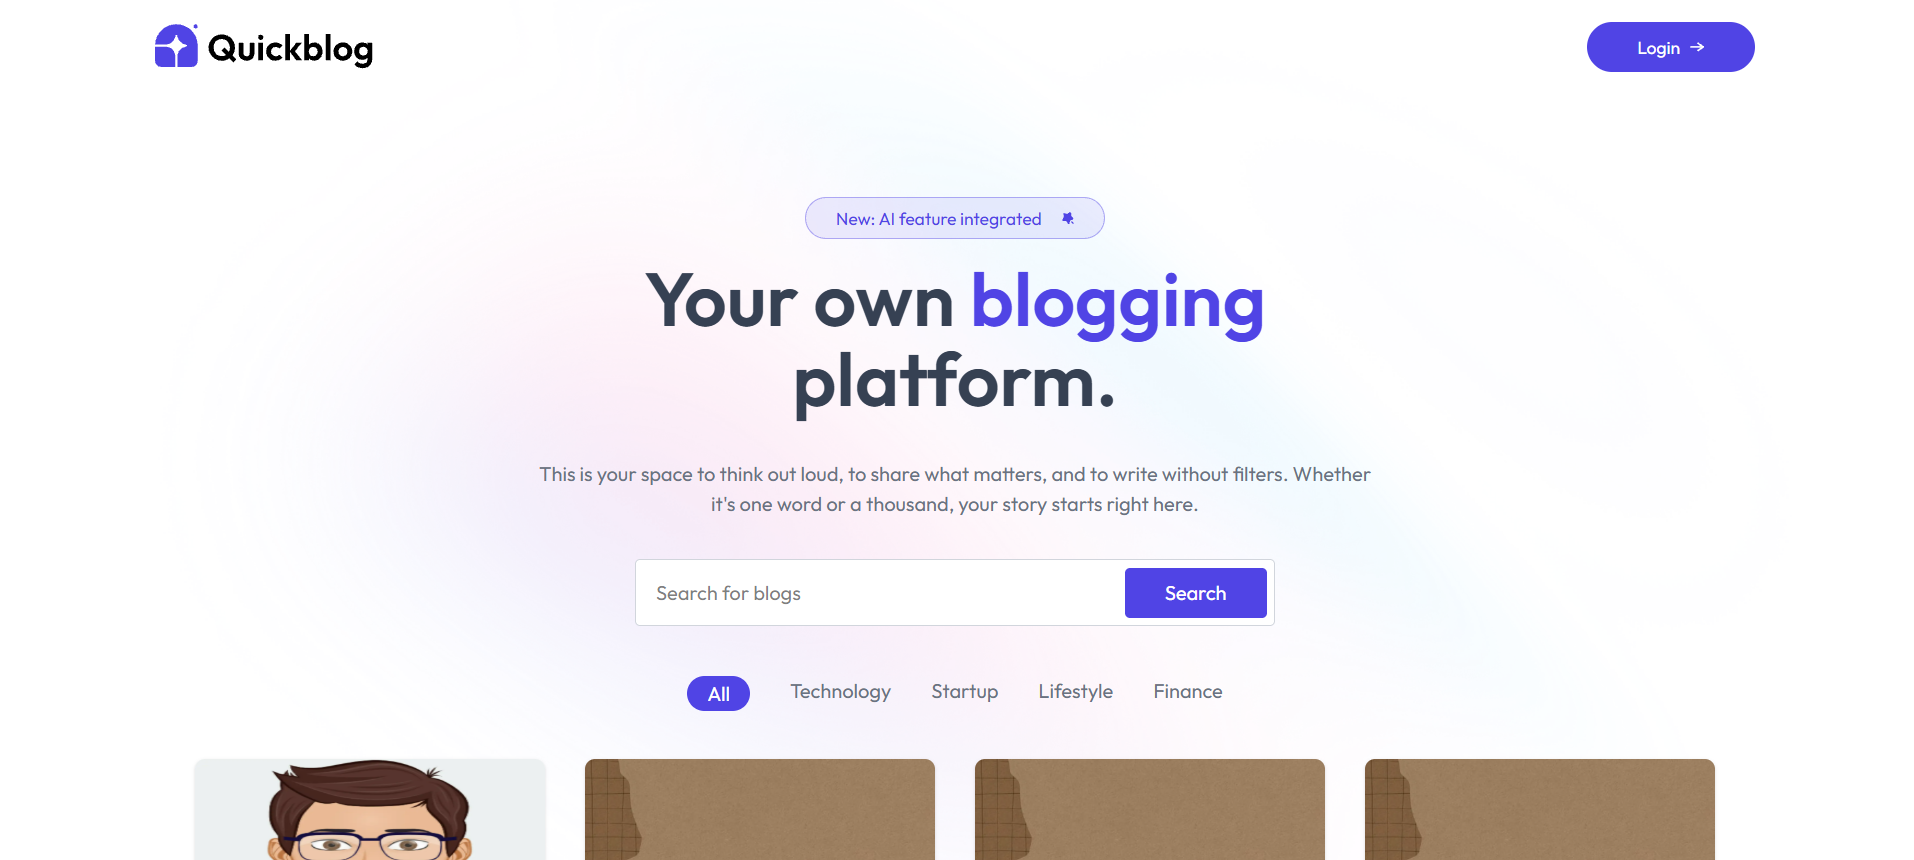 Quickblog
Login →
New: AI feature integrated
Your own blogging
platform.
This is your space to think out loud, to share what matters, and to write without filters. Whether
it's one word or a thousand, your story starts right here.
Search for blogs
Search
All
Technology
Startup
Lifestyle
Finance